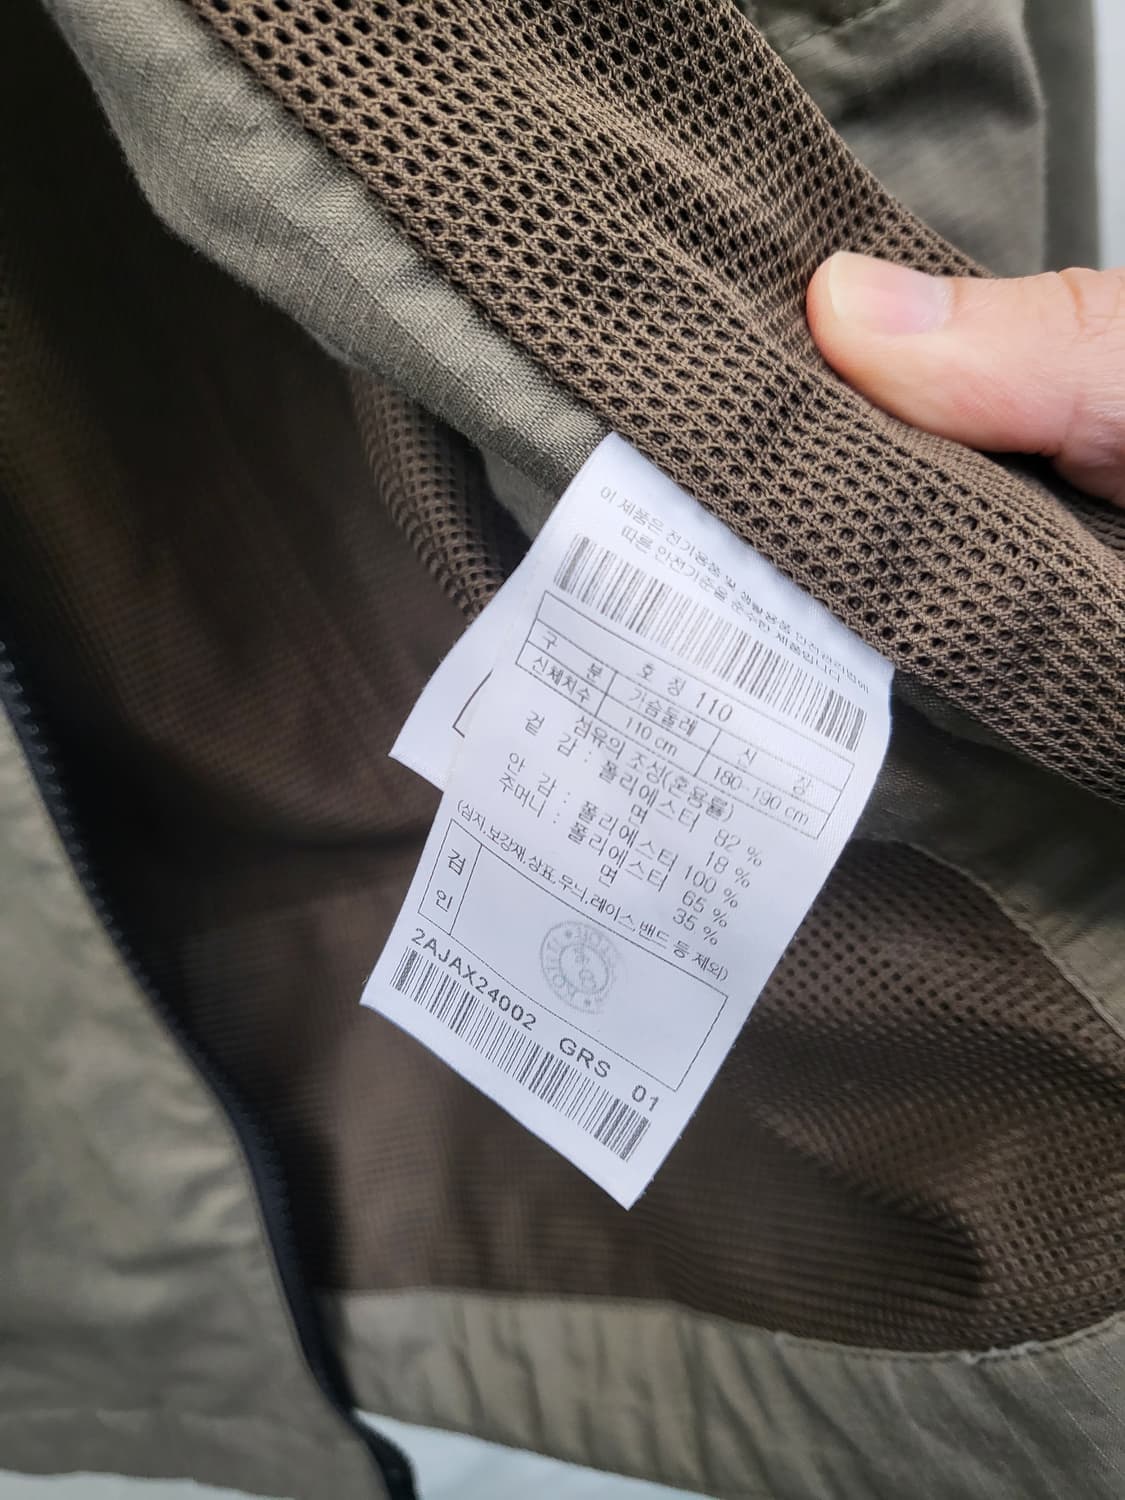 이 제품은 전기용품 및 생활용품 안전관리법에
따른 안전기준을 준수한 제품입니다
구 분 호 칭 110
신체치수 가슴둘레 신 장
110 cm 180-190 cm
섬유의 조성(혼용률)
겉 감 : 폴리에스터 82 %
면 18 %
안 감 : 폴리에스터 100 %
주머니 : 폴리에스터 65 %
면 35 %
(심지,보강재,상표,무늬,레이스,밴드 등 제외)
검
인
2AJAX24002 GRS 01